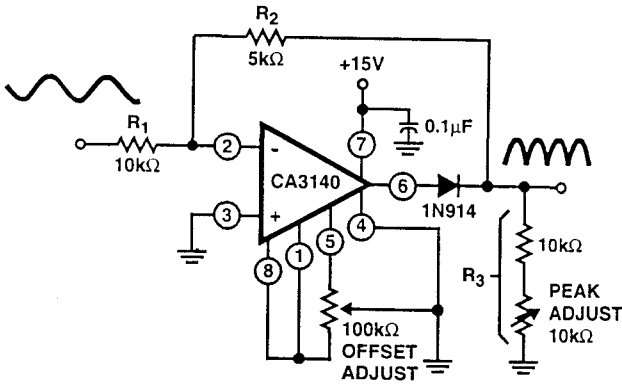 R2
5kΩ
+15V
0.1µF
R1
10kΩ
2
-
7
CA3140
6
1N914
3
+
4
5
1
8
10kΩ
R3
100kΩ
OFFSET
ADJUST
PEAK
ADJUST
10kΩ